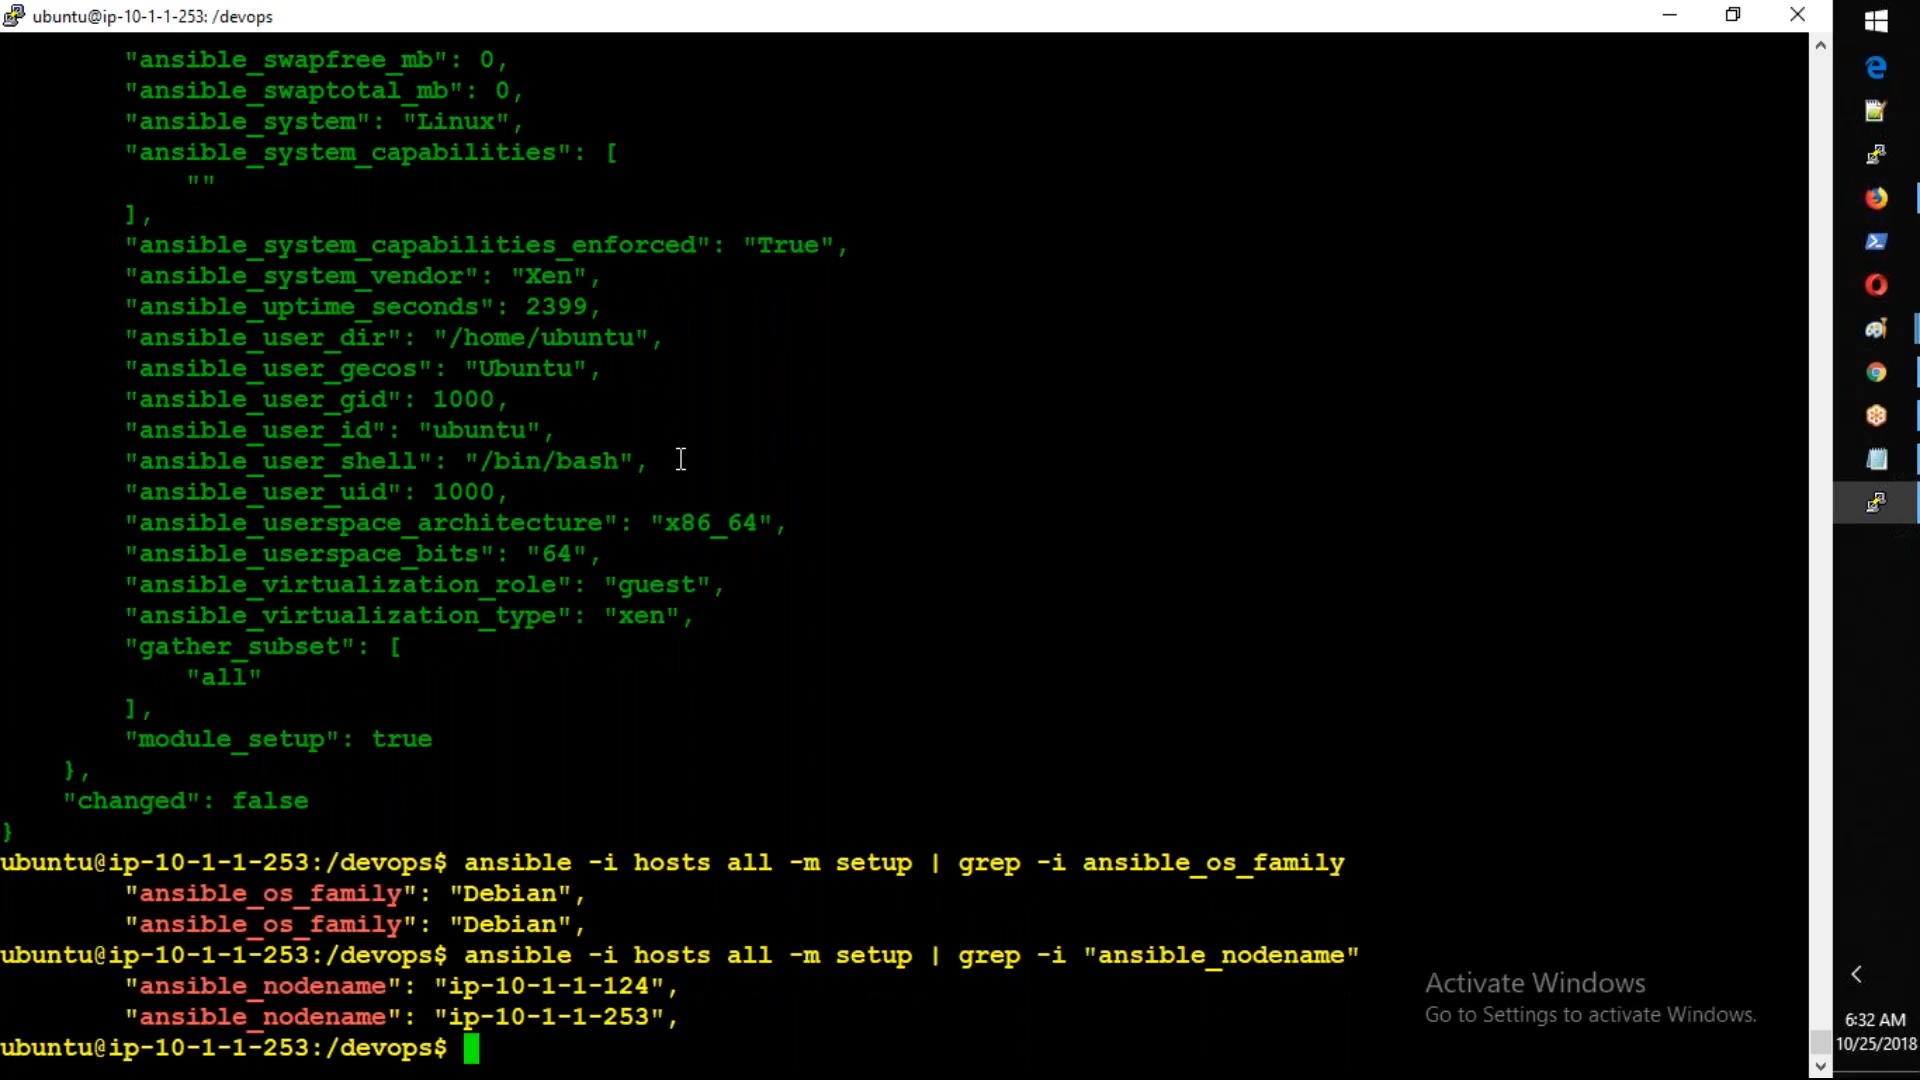 ubuntu@ip-10-1-1-253: /devops
"ansible_swapfree_mb": 0,
"ansible_swaptotal_mb": 0,
"ansible_system": "Linux",
"ansible_system_capabilities": [
""
],
"ansible_system_capabilities_enforced": "True",
"ansible_system_vendor": "Xen",
"ansible_uptime_seconds": 2399,
"ansible_user_dir": "/home/ubuntu",
"ansible_user_gecos": "Ubuntu",
"ansible_user_gid": 1000,
"ansible_user_id": "ubuntu",
"ansible_user_shell": "/bin/bash",
"ansible_user_uid": 1000,
"ansible_userspace_architecture": "x86_64",
"ansible_userspace_bits": "64",
"ansible_virtualization_role": "guest",
"ansible_virtualization_type": "xen",
"gather_subset": [
"all"
],
"module_setup": true
},
"changed": false
}
ubuntu@ip-10-1-1-253:/devops$ ansible -i hosts all -m setup | grep -i ansible_os_family
"ansible_os_family": "Debian",
"ansible_os_family": "Debian",
ubuntu@ip-10-1-1-253:/devops$ ansible -i hosts all -m setup | grep -i "ansible_nodename"
"ansible_nodename": "ip-10-1-1-124",
"ansible_nodename": "ip-10-1-1-253",
ubuntu@ip-10-1-1-253:/devops$
Activate Windows
Go to Settings to activate Windows.
6:32 AM
10/25/2018